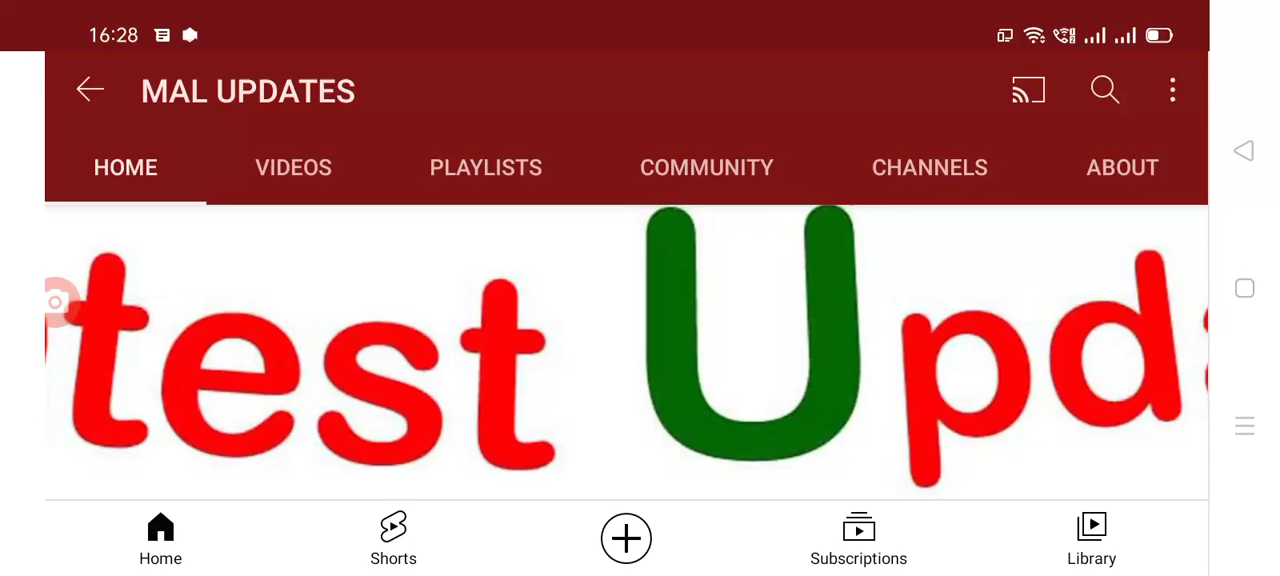 16:28
MAL UPDATES
HOME VIDEOS PLAYLISTS COMMUNITY CHANNELS ABOUT
test Upd
Home Shorts Subscriptions Library